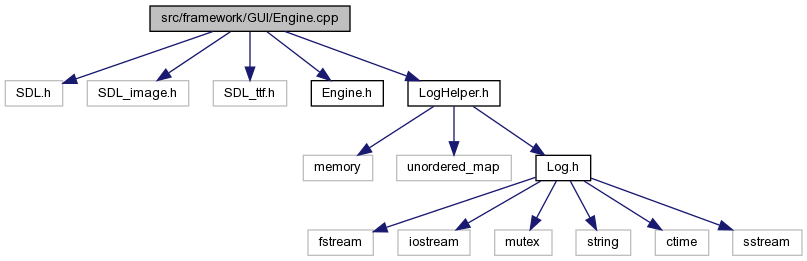 src/framework/GUI/Engine.cpp
SDL.h
SDL_image.h
SDL_ttf.h
Engine.h
LogHelper.h
memory
unordered_map
Log.h
fstream
iostream
mutex
string
ctime
sstream